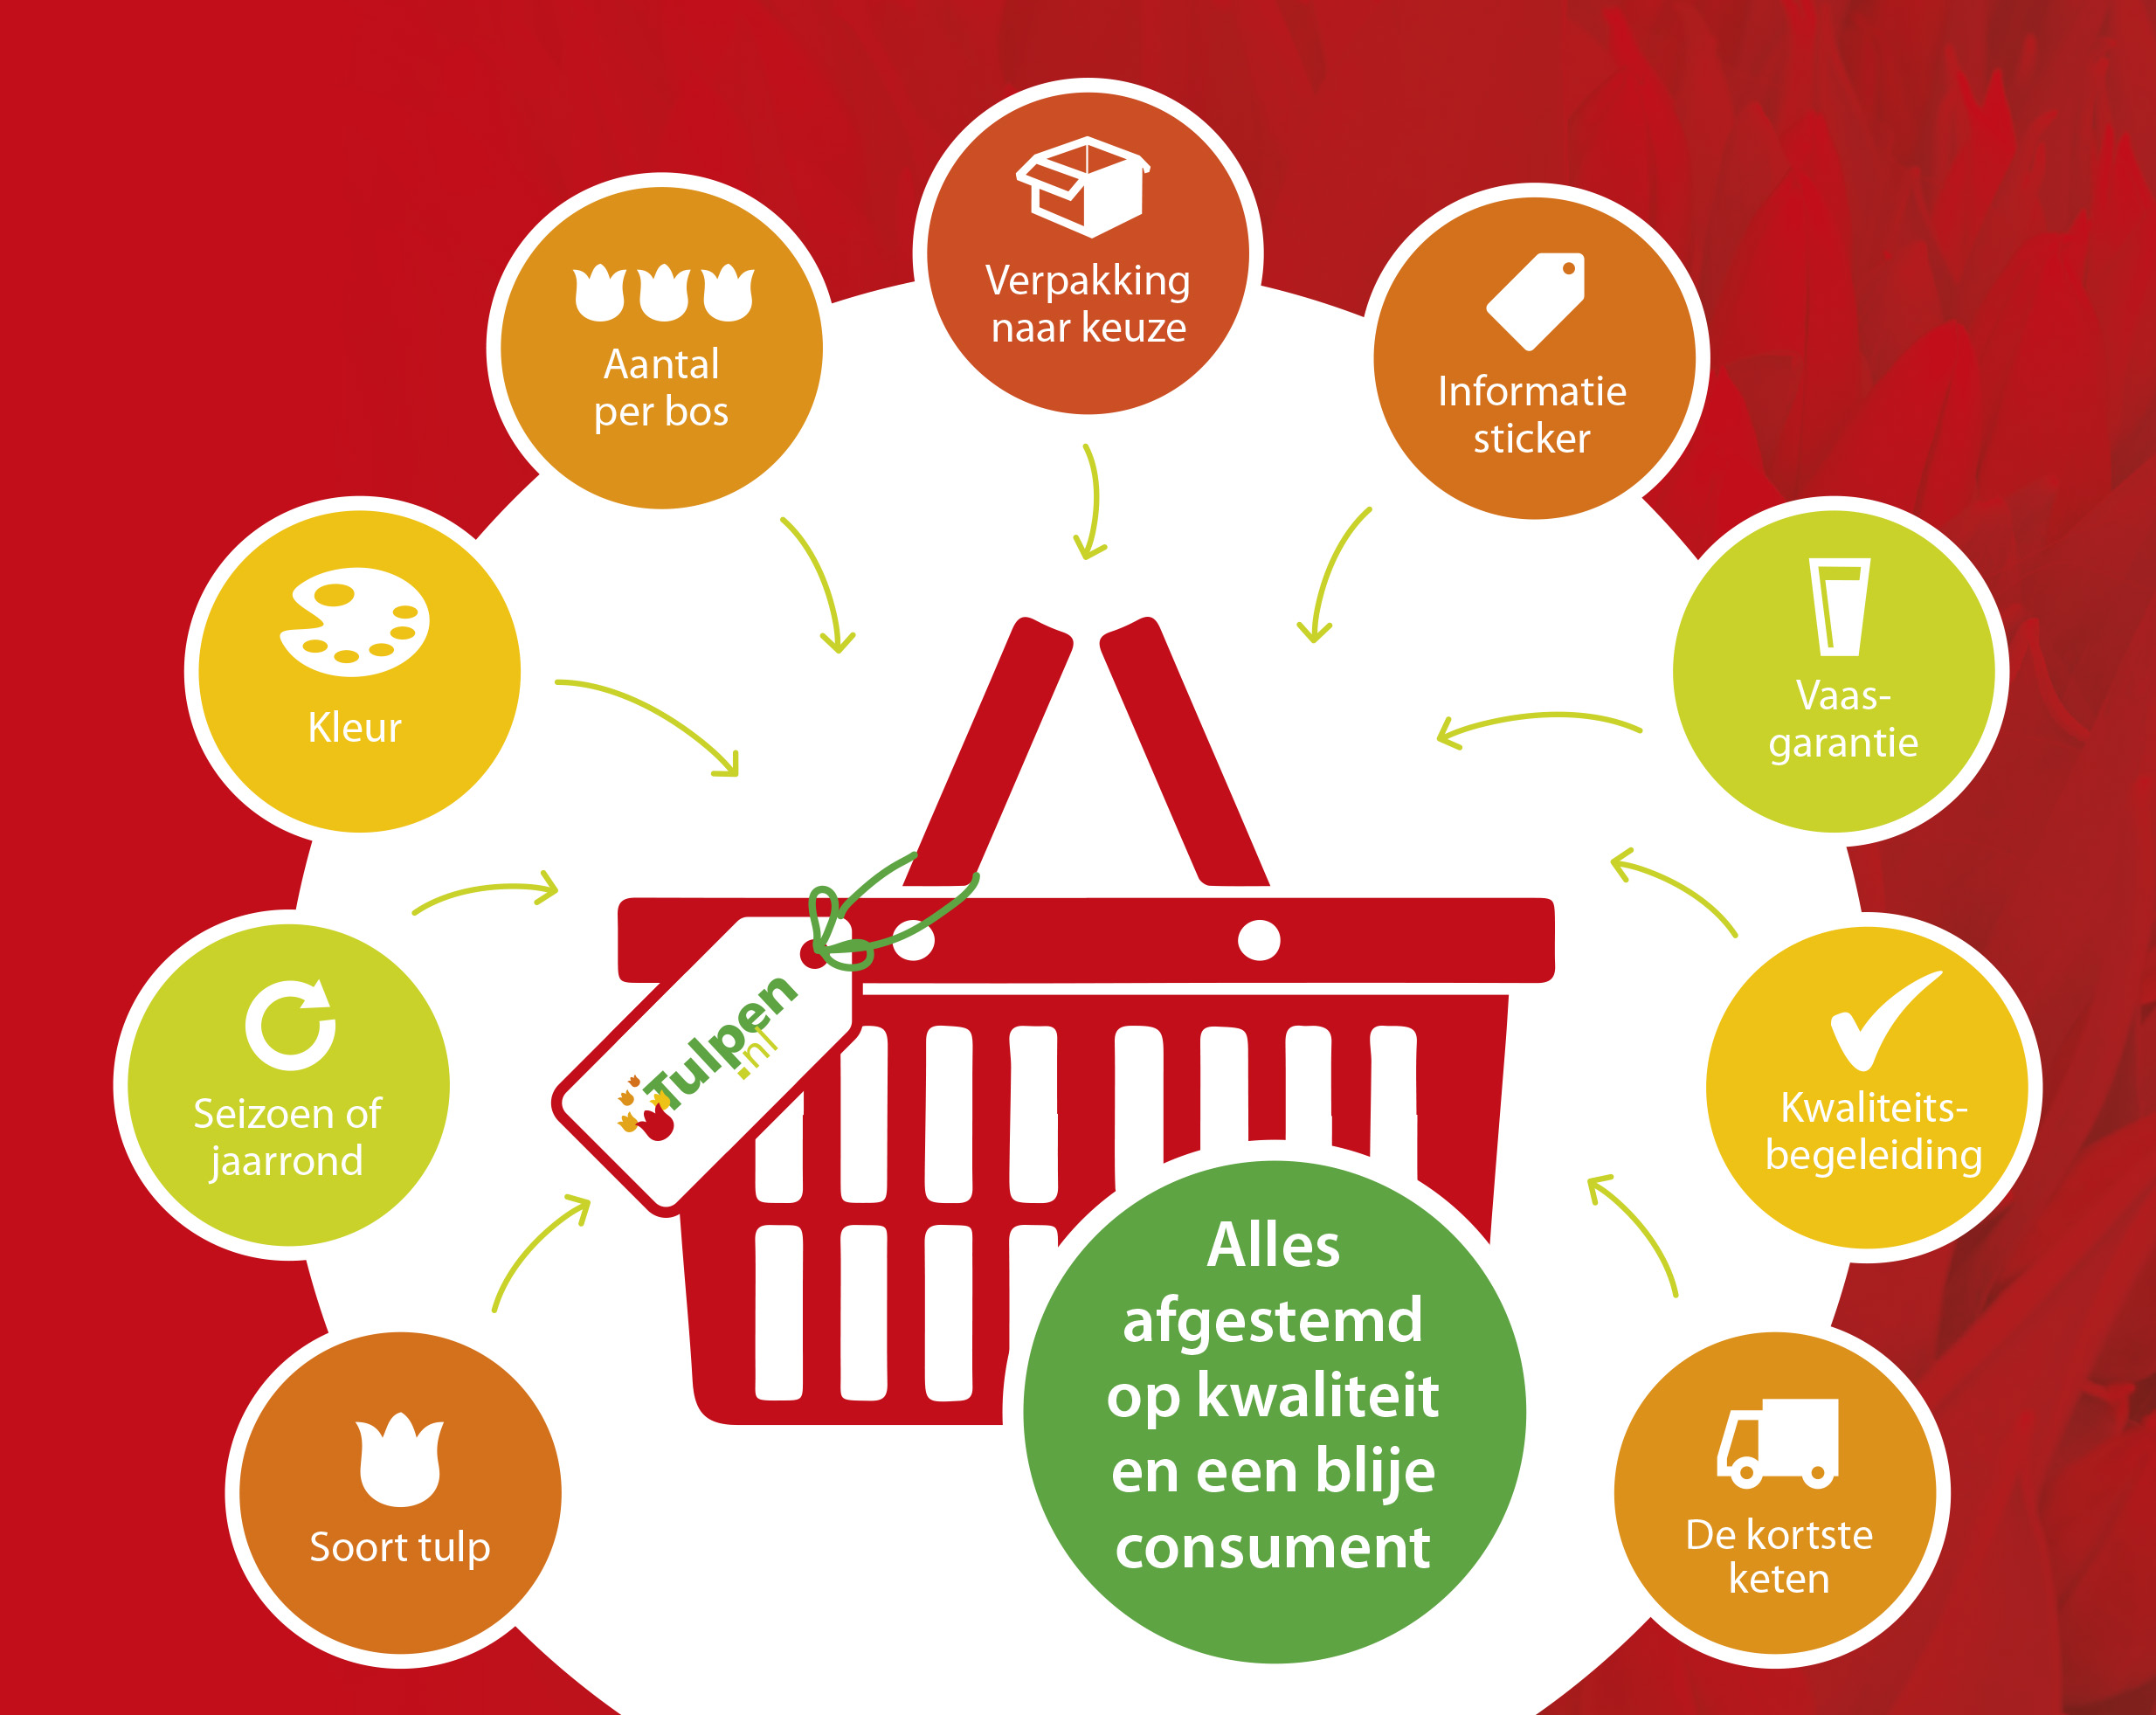 Verpakking
naar keuze
Aantal
per bos
Informatie
sticker
Kleur
Vaas-
garantie
Seizoen of
jaarrond
Kwaliteits-
begeleiding
Tulpen
.nl
Soort tulp
De kortste
keten
Alles
afgestemd
op kwaliteit
en een blije
consument